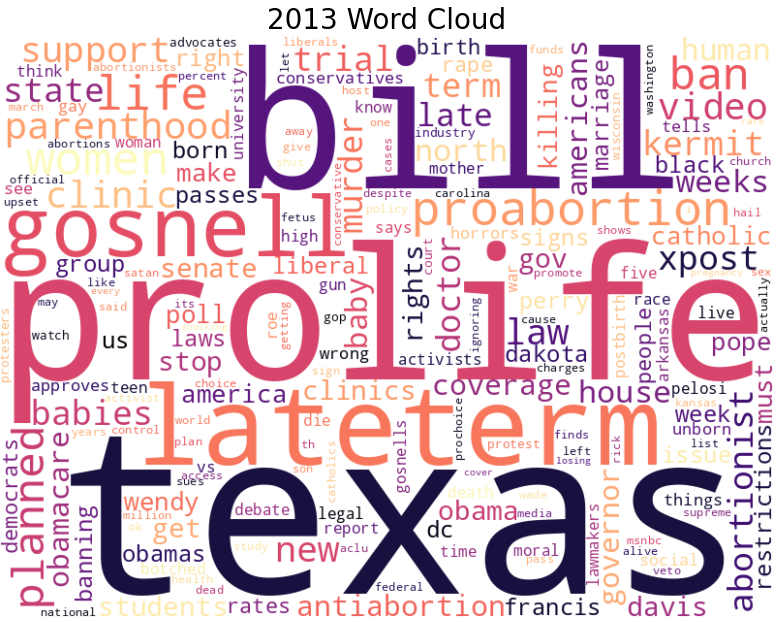 2013 Word Cloud
support
advocates
liberals
birth
funds
human
right
trial
let
bill
think
abortionists
percent
conservatives
rape
americans
washington
ban
state
life
university
host
know
term
killing
marriage
wisconsin
video
march
gay
away
one
late
tells
rare
parenthood
give
industry
kermit
abortions
woman
born
shut
murder
cases
north
mother
black
church
women
official
make
despite
weeks
see
clinic
passes
carolina
upset
fetus
conservative
policy
proabortion
shows
hail
gosnell
high
says
horrors
signs
catholic
group
senate
liberal
rights
court
doctor
gov
war
five
xpost
satan
gun
baby
promote
pregnancy
sex
actually
like
every
prolife
said
its
poll
roe
getting
gop
ignoring
perry
postbirth
race
people
arkansas
live
protesters
may
watch
us
laws
wrong
activists
cause
law
dakota
charges
pope
stop
sign
approves
teen
choice
america
clinics
coverage
house
pelosi
must
kansas
babies
activist
lateterm
die
prochoice
week
unborn
list
abortionist
restrictions
planned
years
control
world
plan
th
protest
finds
left
losing
rick
issue
democrats
obamacare
sues
vs
access
son
catholics
gosnells
cover
texas
wendy
debate
legal
obama
death
wade
governor
things
banning
million
get
report
dc
media
lawmakers
supreme
ok
obamas
study
new
aclu
time
moral
pass
msnbc
alive
social
botched
health
dead
federal
veto
national
students
rates
antiabortion
francis
davis